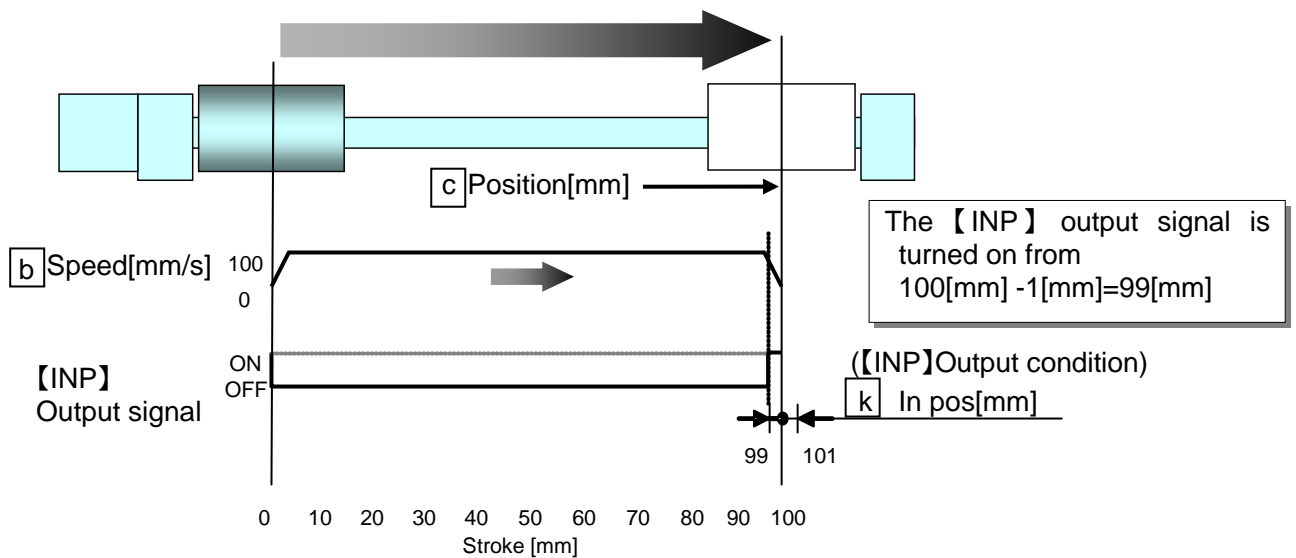 c Position[mm]
The【INP】 output signal is
turned on from
100[mm] -1[mm]=99[mm]
b Speed[mm/s]
100
0
【INP】
Output signal
ON
OFF
(【INP】Output condition)
k In pos[mm]
99 101
0 10 20 30 40 50 60 70 80 90 100
Stroke [mm]